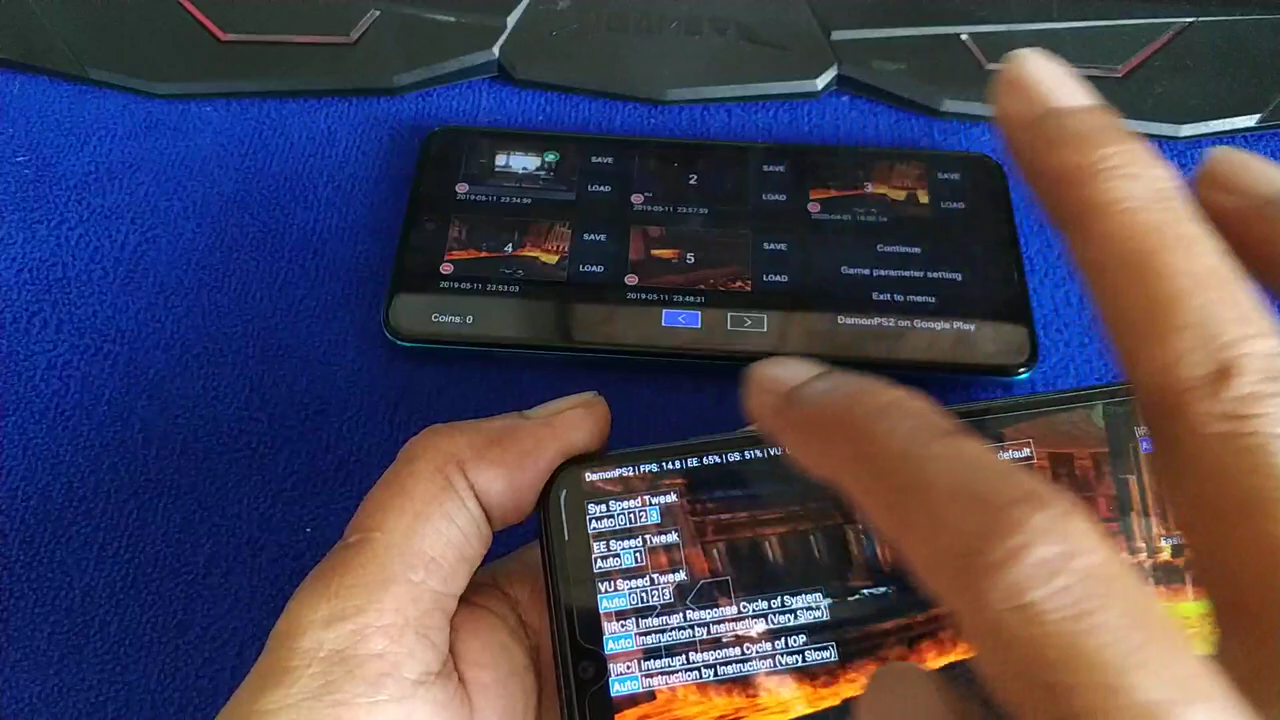 SAVE
SAVE
SAVE
2
3
LOAD
LOAD
LOAD
2019-05-11 23:34:59
2019-05-11 23:57:59
SAVE
SAVE
4
5
Continue
LOAD
LOAD
Game parameter setting
2019-05-11 23:53:03
2019-05-11 23:48:31
Exit to menu
Coins: 0
<
>
DamonPS2 on Google Play
DamonPS2 | FPS: 14.8 | EE: 65% | GS: 51% | VU:
default
Sys Speed Tweak
Auto 0 1 2 3
EE Speed Tweak
Auto 0 1
VU Speed Tweak
Auto 0 1 2 3
[IRCS] Interrupt Response Cycle of System
Auto Instruction by Instruction (Very Slow)
[IRCI] Interrupt Response Cycle of IOP
Auto Instruction by Instruction (Very Slow)